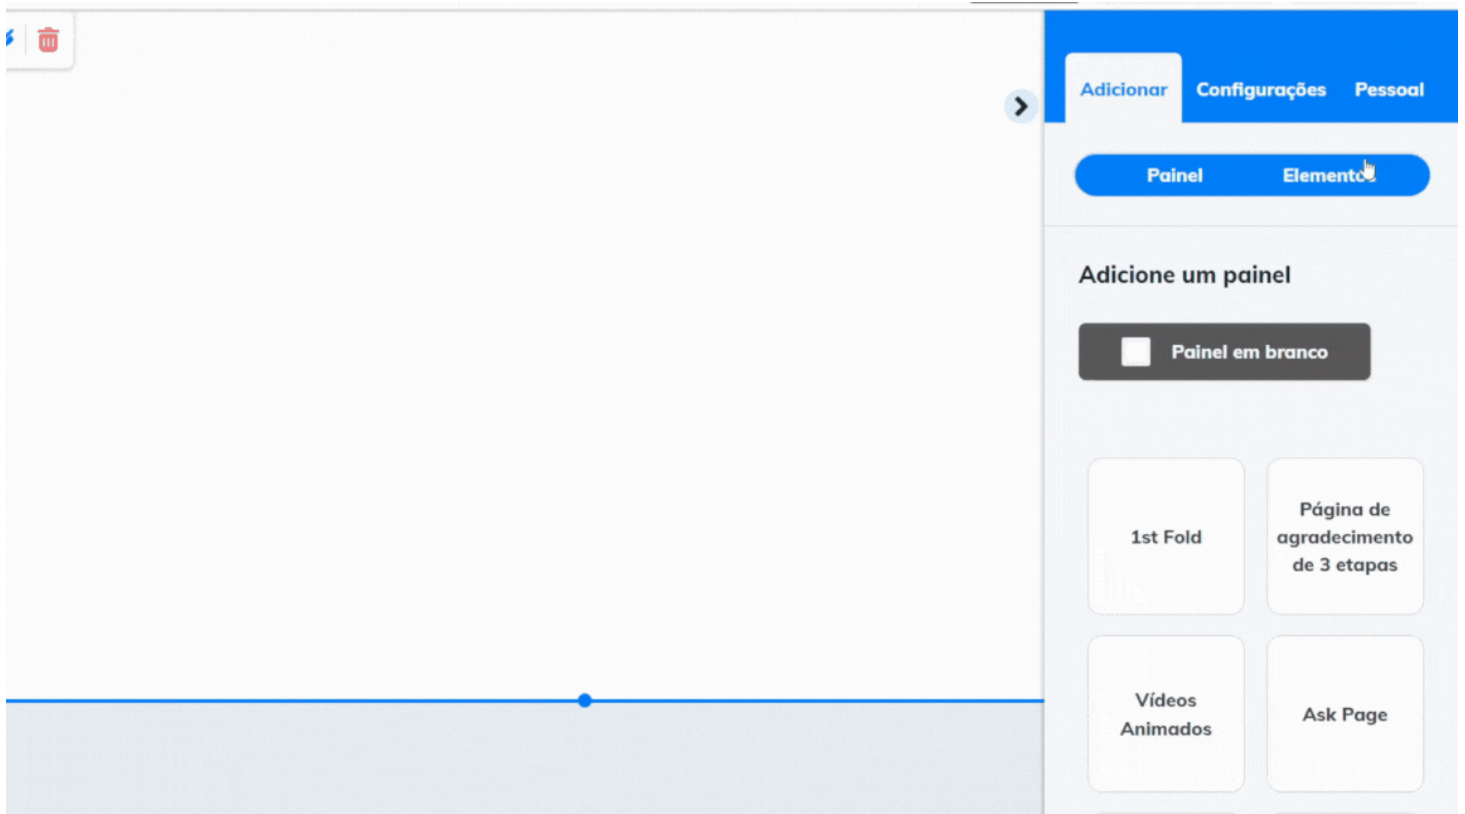 Adicionar Configurações Pessoal
Painel Elementos
Adicione um painel
Painel em branco
1st Fold
Página de
agradecimento
de 3 etapas
Vídeos
Animados
Ask Page